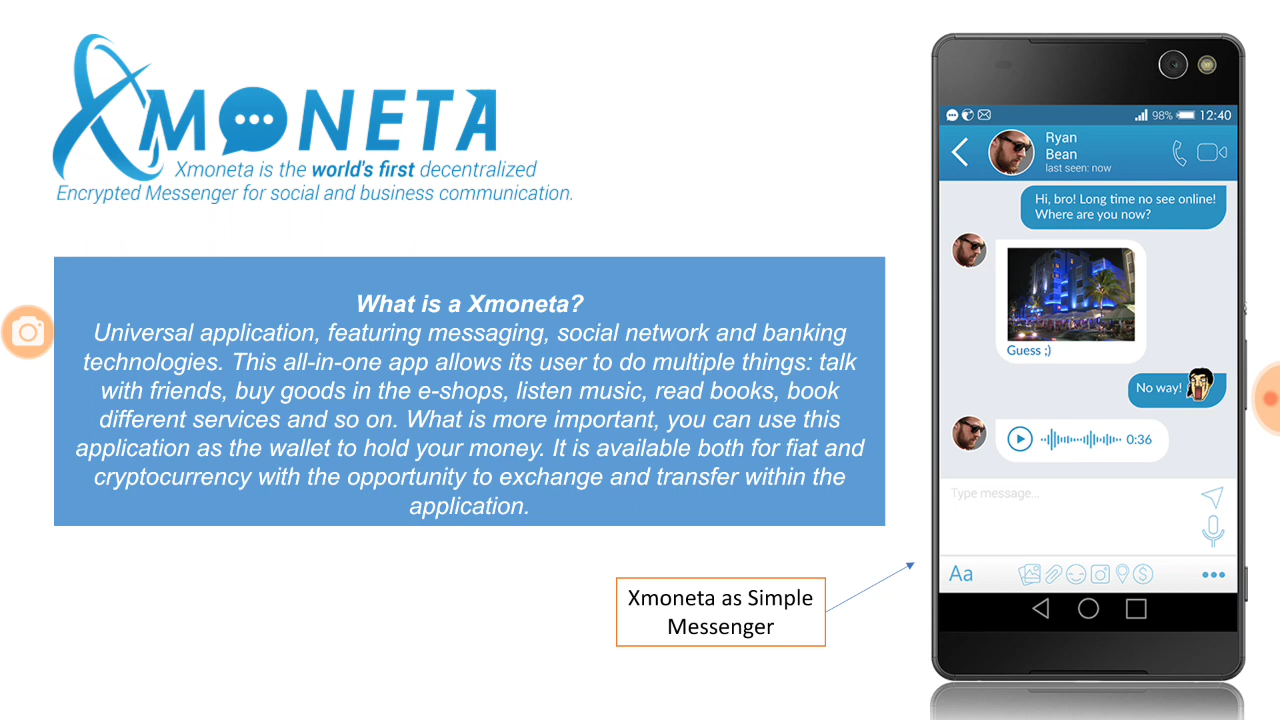 XMONETA
Xmoneta is the world's first decentralized
Encrypted Messenger for social and business communication.
What is a Xmoneta?
Universal application, featuring messaging, social network and banking
technologies. This all-in-one app allows its user to do multiple things: talk
with friends, buy goods in the e-shops, listen music, read books, book
different services and so on. What is more important, you can use this
application as the wallet to hold your money. It is available both for fiat and
cryptocurrency with the opportunity to exchange and transfer within the
application.
Xmoneta as Simple
Messenger
98% 12:40
Ryan
Bean
last seen: now
Hi, bro! Long time no see online!
Where are you now?
Guess ;)
No way!
0:36
Type message...
Aa